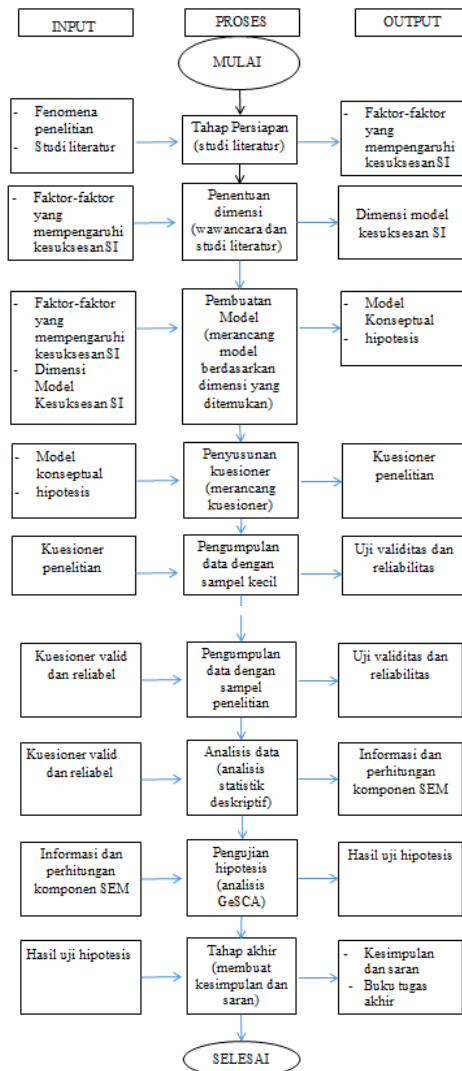 INPUT
PROSES
OUTPUT
MULAI
- Fenomena
penelitian
- Studi literatur
Tahap Persiapan
(studi literatur)
- Faktor-faktor
yang
mempengaruhi
kesuksesan SI
- Faktor-faktor
yang
mempengaruhi
kesuksesan SI
Penentuan
dimensi
(wawancara dan
studi literatur)
Dimensi model
kesuksesan SI
- Faktor-faktor
yang
mempengaruhi
kesuksesan SI
- Dimensi
Model
Kesuksesan SI
Pembuatan
Model
(merancang
model
berdasarkan
dimensi yang
ditemukan)
- Model
Konseptual
- hipotesis
- Model
konseptual
- hipotesis
Penyusunan
kuesioner
(merancang
kuesioner)
Kuesioner
penelitian
Kuesioner
penelitian
Pengumpulan
data dengan
sampel kecil
Uji validitas dan
reliabilitas
Kuesioner valid
dan reliabel
Pengumpulan
data dengan
sampel
penelitian
Uji validitas dan
reliabilitas
Kuesioner valid
dan reliabel
Analisis data
(analisis
statistik
deskriptif)
Informasi dan
perhitungan
komponen SEM
Informasi dan
perhitungan
komponen SEM
Pengujian
hipotesis
(analisis
GeSCA)
Hasil uji hipotesis
Hasil uji hipotesis
Tahap akhir
(membuat
kesimpulan dan
saran)
- Kesimpulan
dan saran
- Buku tugas
akhir
SELESAI